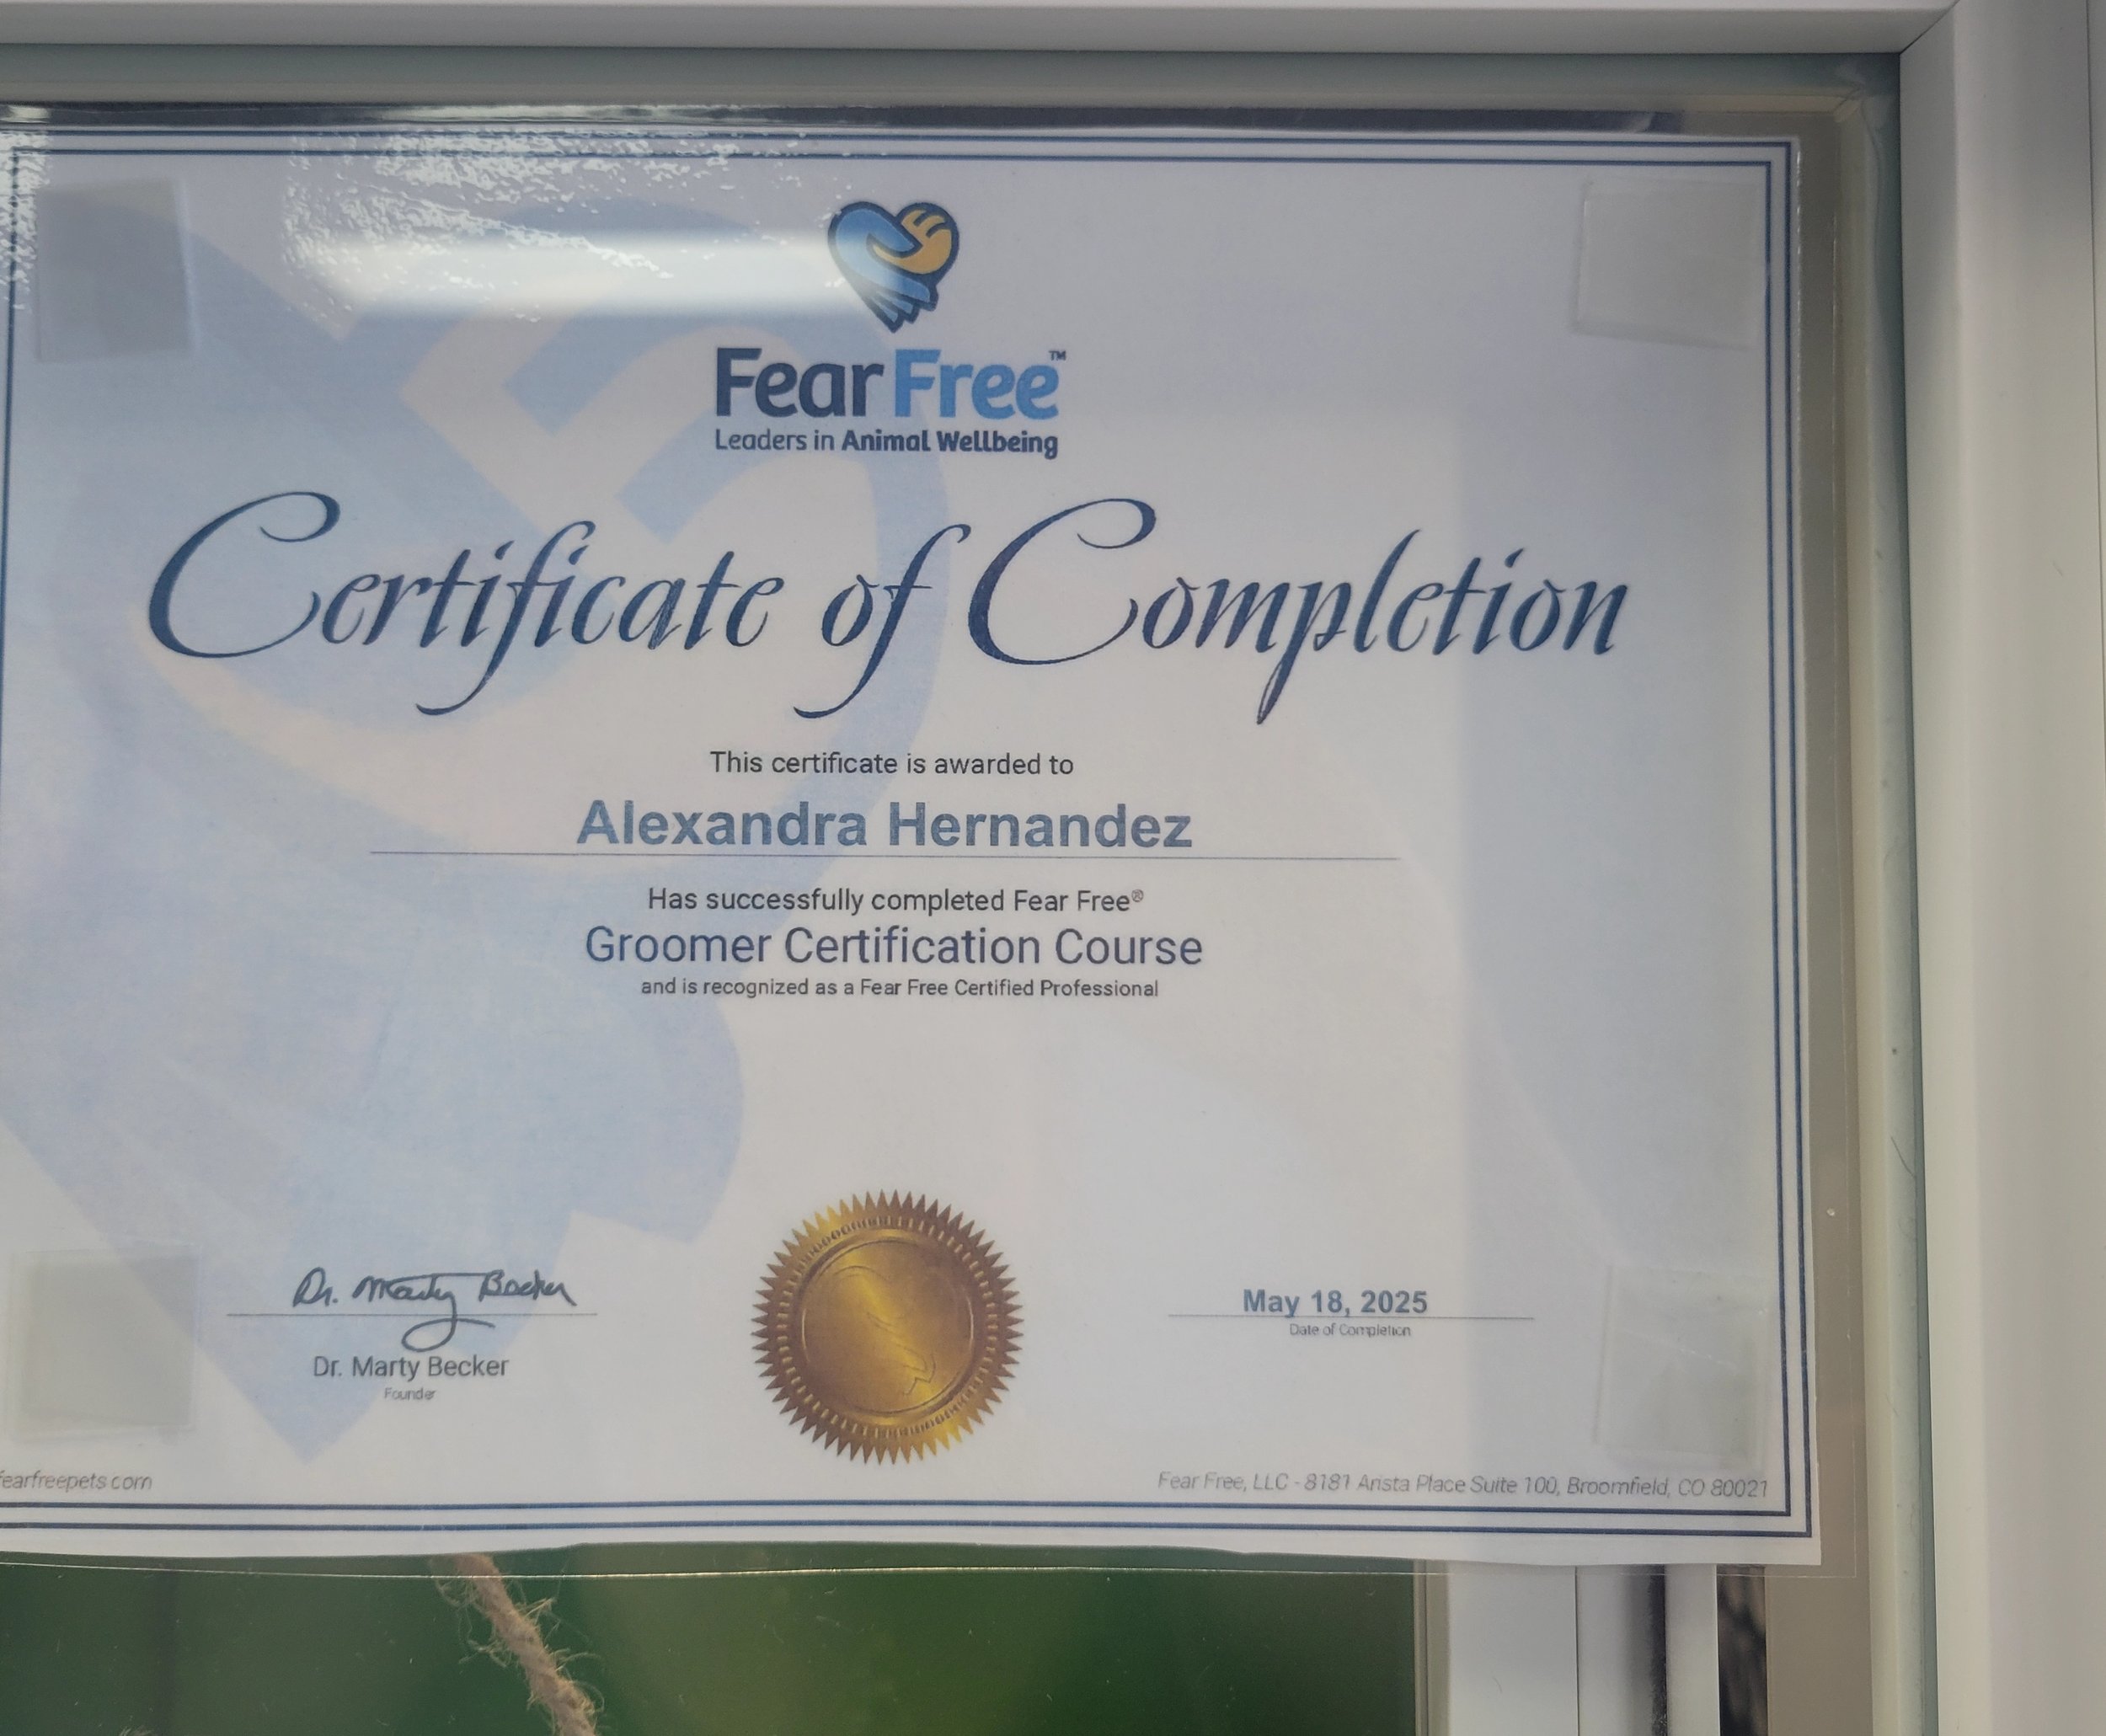 Fear Free™
Leaders in Animal Wellbeing
Certificate of Completion
This certificate is awarded to
Alexandra Hernandez
Has successfully completed Fear Free®
Groomer Certification Course
and is recognized as a Fear Free Certified Professional
Dr. Marty Becker
Dr. Marty Becker
Founder
May 18, 2025
Date of Completion
earfreepets.com
Fear Free, LLC - 8181 Arista Place Suite 100, Broomfield, CO 80021